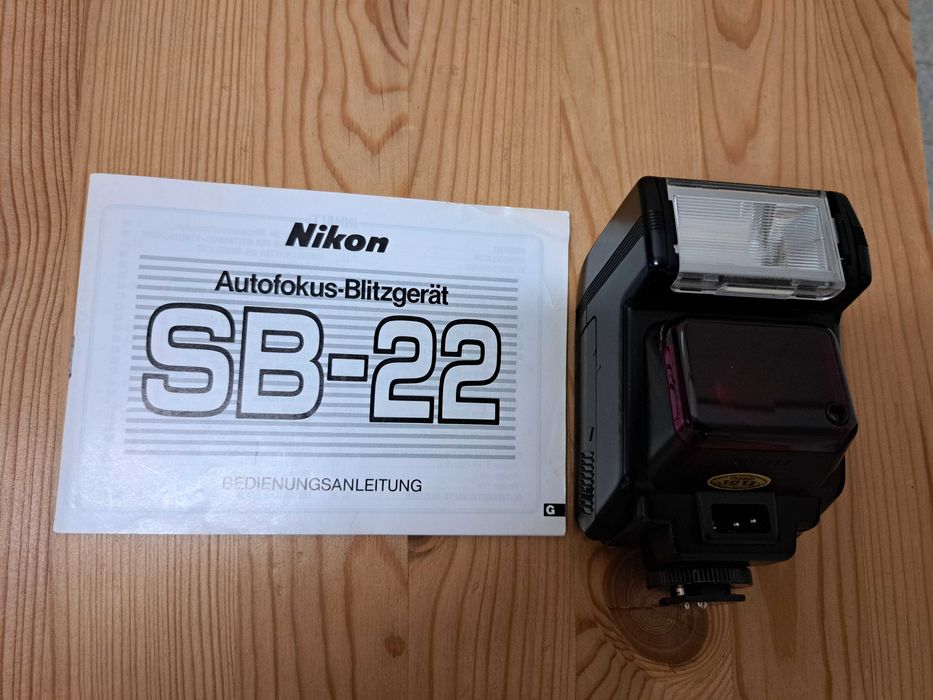 Nikon
Autofokus-Blitzgerät
SB-22
BEDIENUNGSANLEITUNG
G